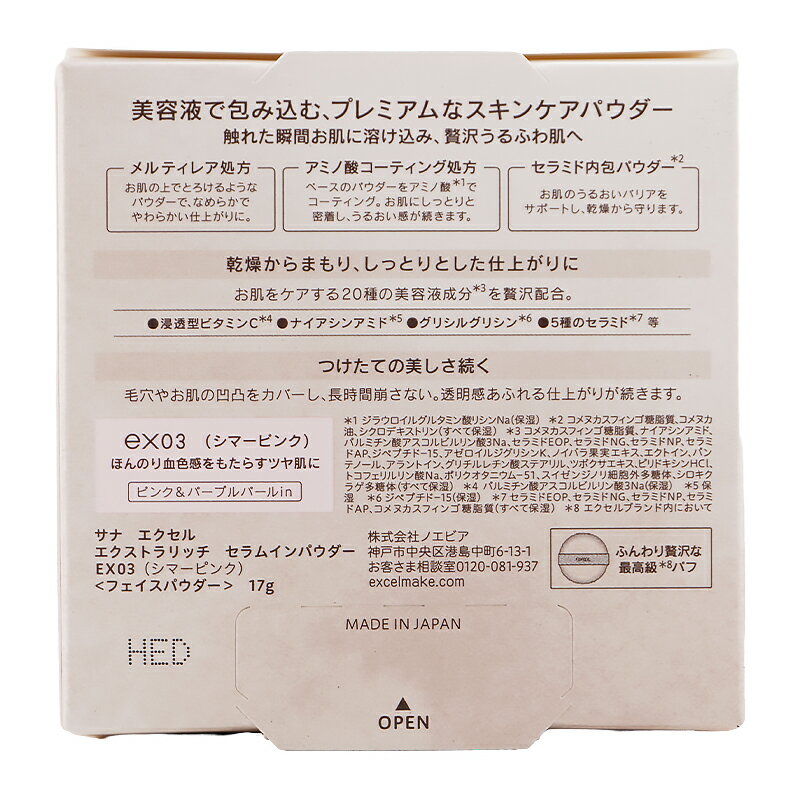 美容液で包み込む、プレミアムなスキンケアパウダー
触れた瞬間お肌に溶け込み、贅沢うるふわ肌へ
メルティレア処方
お肌の上でとろけるような
パウダーで、なめらかで
やわらかい仕上がりに。
アミノ酸コーティング処方
ベースのパウダーをアミノ酸*1で
コーティング。お肌にしっとりと
密着し、うるおい感が続きます。
セラミド内包パウダー*2
お肌のうるおいバリアを
サポートし、乾燥から守ります。
乾燥からまもり、しっとりとした仕上がりに
お肌をケアする20種の美容液成分*3を贅沢配合。
●浸透型ビタミンC*4 ●ナイアシンアミド*5 ●グリシルグリシン*6 ●5種のセラミド*7 等
つけたての美しさ続く
毛穴やお肌の凹凸をカバーし、長時間崩さない。透明感あふれる仕上がりが続きます。
ex03 （シマーピンク）
ほんのり血色感をもたらすツヤ肌に
ピンク&パープルパールin
*1 ジラウロイルグルタミン酸リシンNa(保湿) *2 コメヌカスフィンゴ糖脂質、コメヌカ
油、シクロデキストリン(すべて保湿) *3 コメヌカスフィンゴ糖脂質、ナイアシンアミド、
パルミチン酸アスコルビルリン酸3Na、セラミドEOP、セラミドNG、セラミドNP、セラミ
ドAP、ジペプチド-15、アゼロイルジグリシンK、ノイバラ果実エキス、エクトイン、パン
テノール、アラントイン、グリチルレチン酸ステアリル、ツボクサエキス、ピリドキシンHCl、
トコフェリルリン酸Na、ポリクオタニウム-51、スイゼンジノリ細胞外多糖体、シロキク
ラゲ多糖体(すべて保湿) *4 パルミチン酸アスコルビルリン酸3Na(保湿) *5 保
湿 *6 ジペプチド-15(保湿) *7 セラミドEOP、セラミドNG、セラミドNP、セラミ
ドAP、コメヌカスフィンゴ糖脂質(すべて保湿) *8 エクセルブランド内において
サナ エクセル
エクストラリッチ セラムインパウダー
EX03（シマーピンク）
<フェイスパウダー> 17g
株式会社ノエビア
神戸市中央区港島中町6-13-1
お客さま相談室0120-081-937
excelmake.com
ふんわり贅沢な
最高級*8パフ
MADE IN JAPAN
HED
▲
OPEN